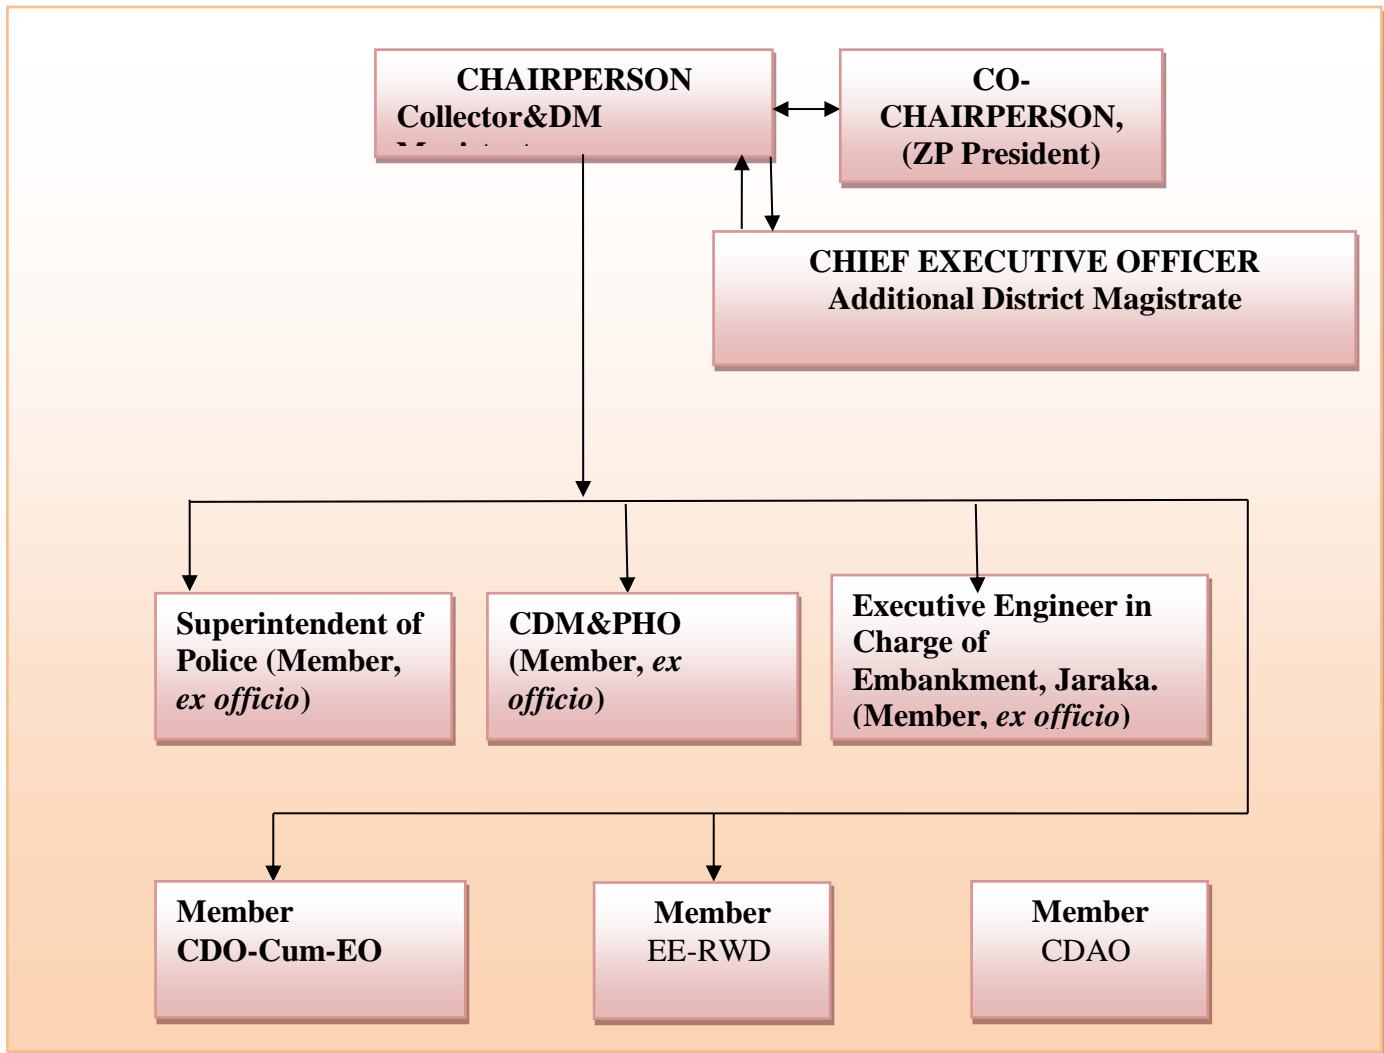 CHAIRPERSON
Collector&DM
CO-
CHAIRPERSON,
(ZP President)
CHIEF EXECUTIVE OFFICER
Additional District Magistrate
Superintendent of
Police (Member,
ex officio)
CDM&PHO
(Member, ex
officio)
Executive Engineer in
Charge of
Embankment, Jaraka.
(Member, ex officio)
Member
CDO-Cum-EO
Member
EE-RWD
Member
CDAO